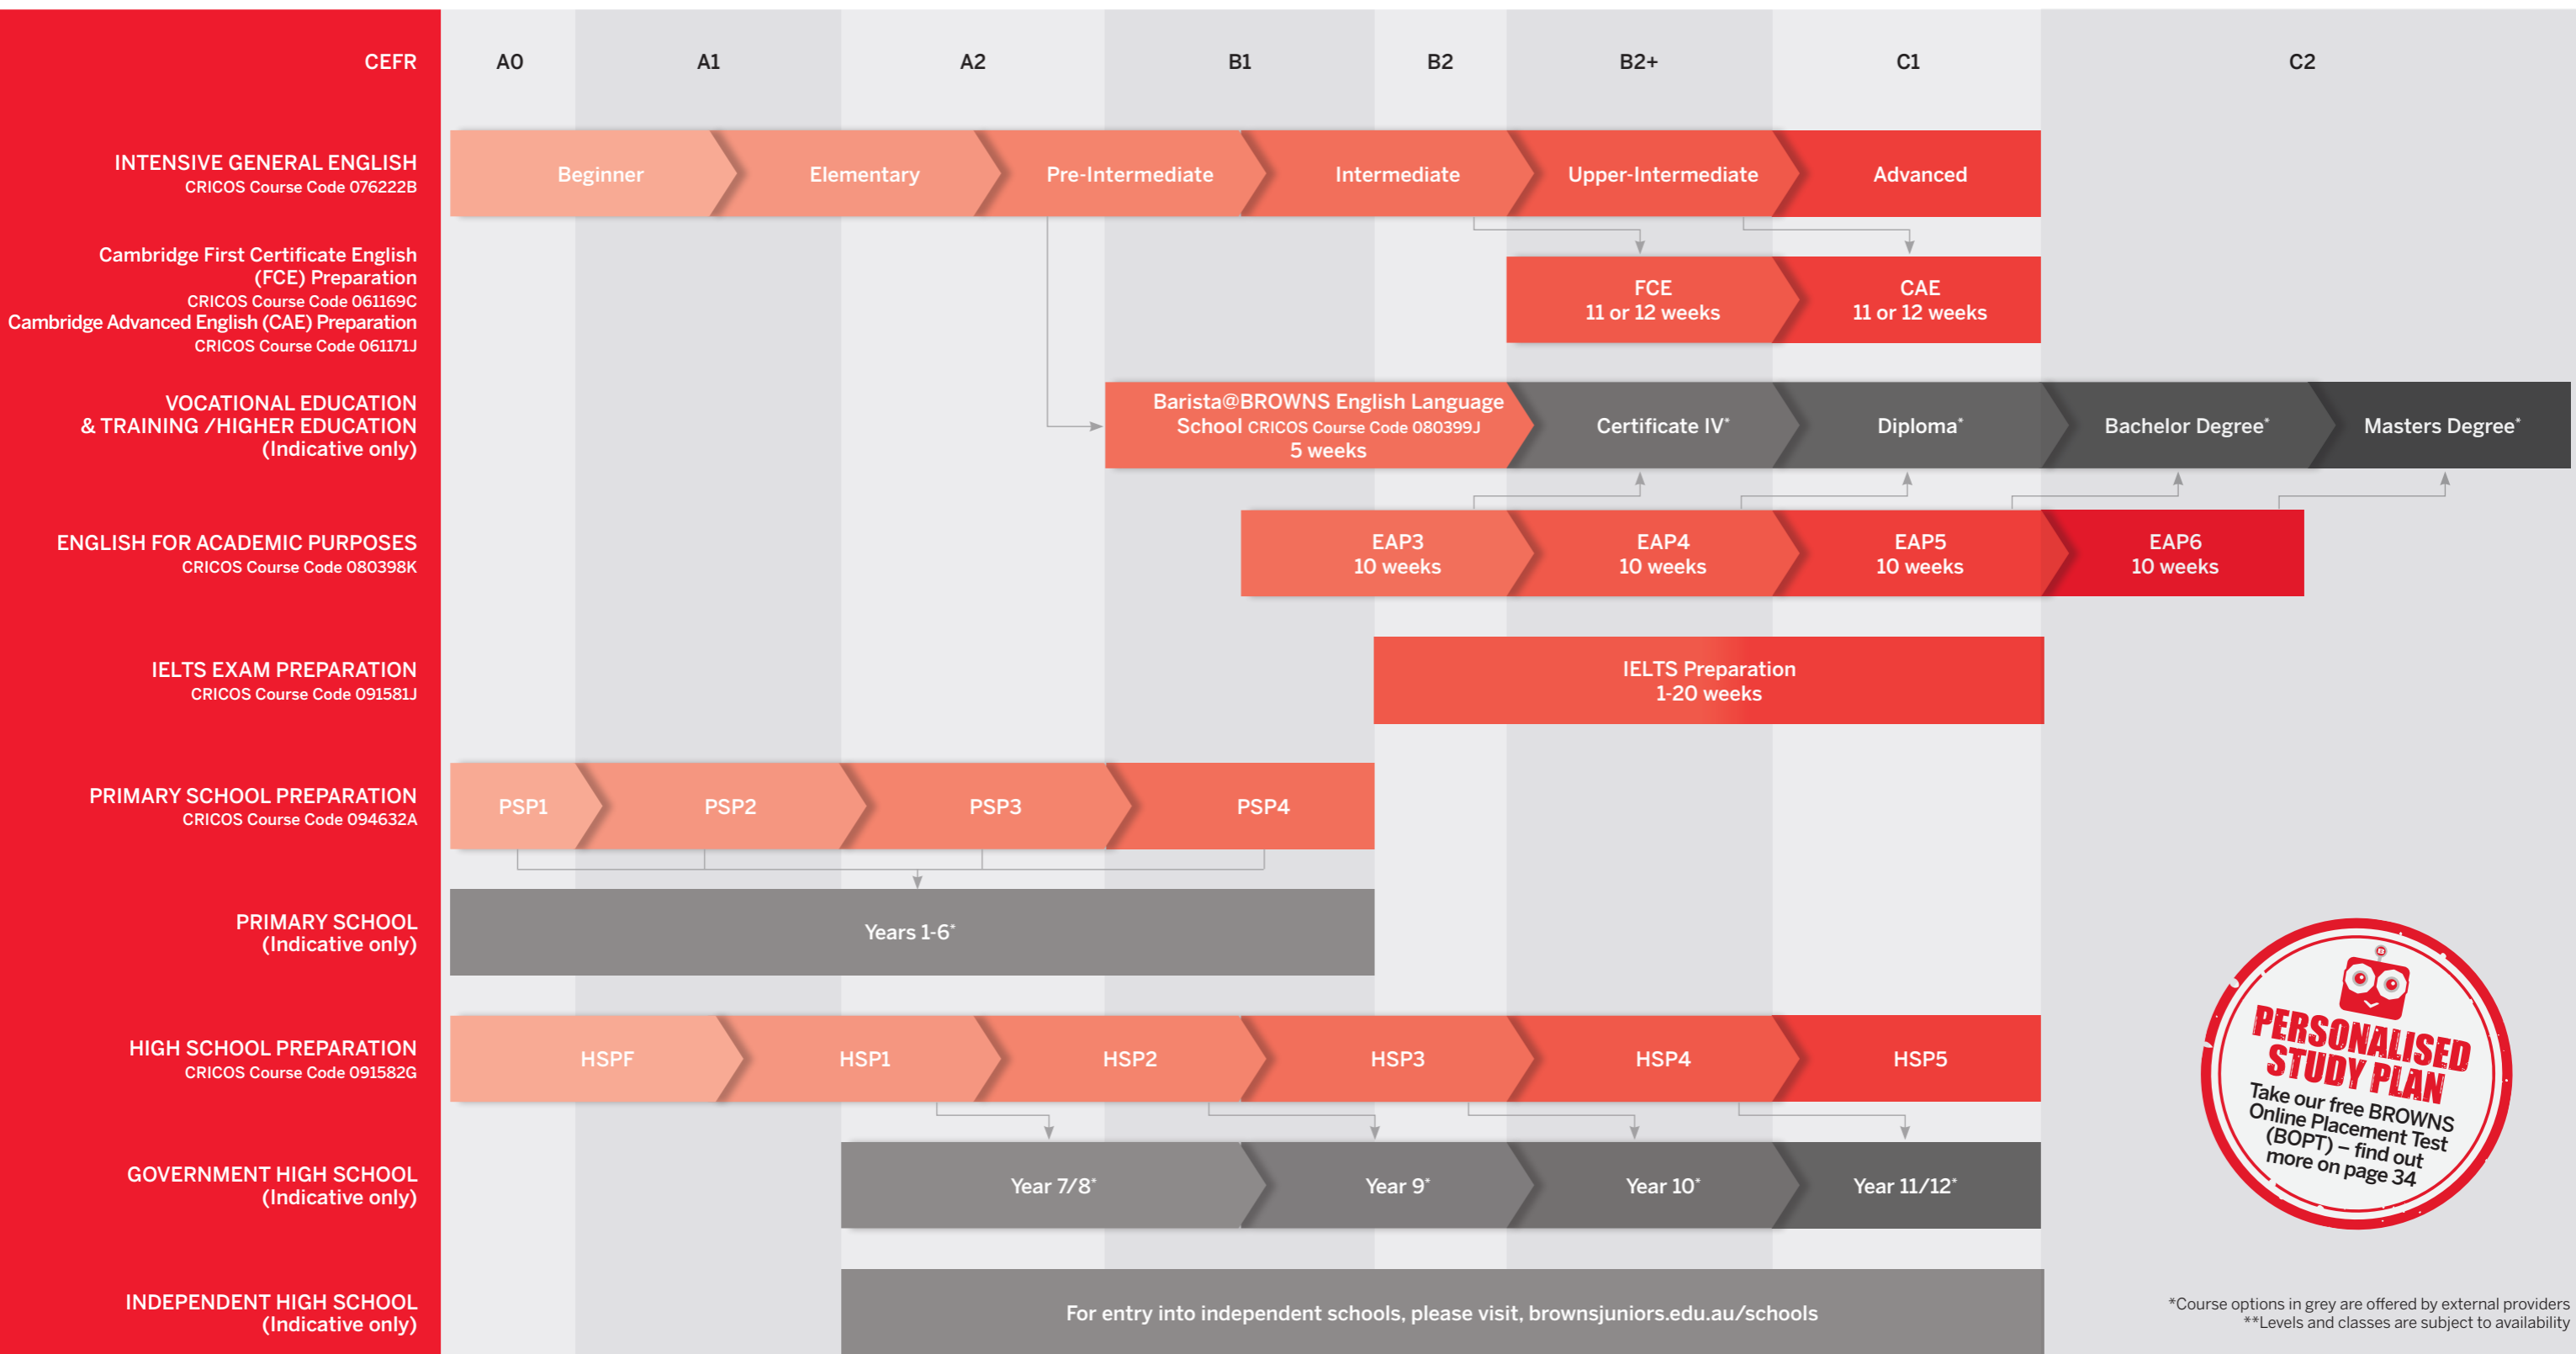 CEFR
A0
A1
A2
B1
B2
B2+
C1
C2
INTENSIVE GENERAL ENGLISH
CRICOS Course Code 076222B
Beginner
Elementary
Pre-Intermediate
Intermediate
Upper-Intermediate
Advanced
Cambridge First Certificate English
(FCE) Preparation
CRICOS Course Code 061169C
Cambridge Advanced English (CAE) Preparation
CRICOS Course Code 061171J
FCE
11 or 12 weeks
CAE
11 or 12 weeks
VOCATIONAL EDUCATION
& TRAINING /HIGHER EDUCATION
(Indicative only)
Barista@BROWNS English Language
School CRICOS Course Code 080399J
5 weeks
Certificate IV*
Diploma*
Bachelor Degree*
Masters Degree*
ENGLISH FOR ACADEMIC PURPOSES
CRICOS Course Code 080398K
EAP3
10 weeks
EAP4
10 weeks
EAP5
10 weeks
EAP6
10 weeks
IELTS EXAM PREPARATION
CRICOS Course Code 091581J
IELTS Preparation
1-20 weeks
PRIMARY SCHOOL PREPARATION
CRICOS Course Code 094632A
PSP1
PSP2
PSP3
PSP4
PRIMARY SCHOOL
(Indicative only)
Years 1-6*
HIGH SCHOOL PREPARATION
CRICOS Course Code 091582G
HSPF
HSP1
HSP2
HSP3
HSP4
HSP5
GOVERNMENT HIGH SCHOOL
(Indicative only)
Year 7/8*
Year 9*
Year 10*
Year 11/12*
INDEPENDENT HIGH SCHOOL
(Indicative only)
For entry into independent schools, please visit, brownsjuniors.edu.au/schools
PERSONALISED
STUDY PLAN
Take our free BROWNS
Online Placement Test
(BOPT) – find out
more on page 34
*Course options in grey are offered by external providers
**Levels and classes are subject to availability